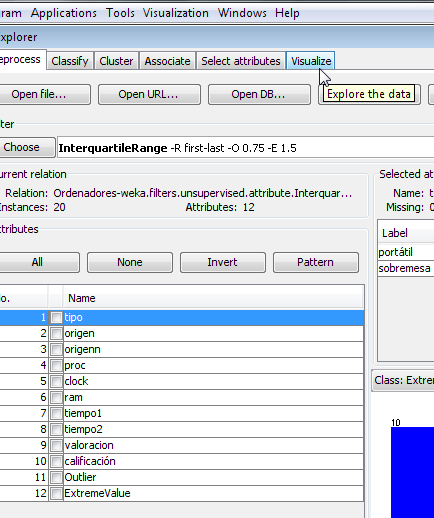 ram Applications Tools Visualization Windows Help
xplorer
eprocess Classify Cluster Associate Select attributes Visualize
Open file... Open URL... Open DB... Explore the data
ter
Choose InterquartileRange -R first-last -O 0.75 -E 1.5
urrent relation Selected at
Relation: Ordenadores-weka.filters.unsupervised.attribute.Interquar... Name: t
nstances: 20 Attributes: 12 Missing: 0
ttributes Label
All None Invert Pattern portátil
sobremesa
o. Name
1 tipo
2 origen
3 origenn
4 proc
5 clock Class: Extrem
6 ram
7 tiempo1 10
8 tiempo2
9 valoracion
10 calificación
11 Outlier
12 ExtremeValue